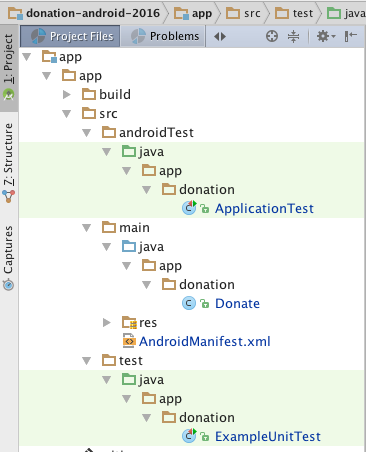 donation-android-2016 app src test java
Project Files Problems
1: Project
Z: Structure
Captures
app
app
build
src
androidTest
java
app
donation
ApplicationTest
main
java
app
donation
Donate
res
AndroidManifest.xml
test
java
app
donation
ExampleUnitTest